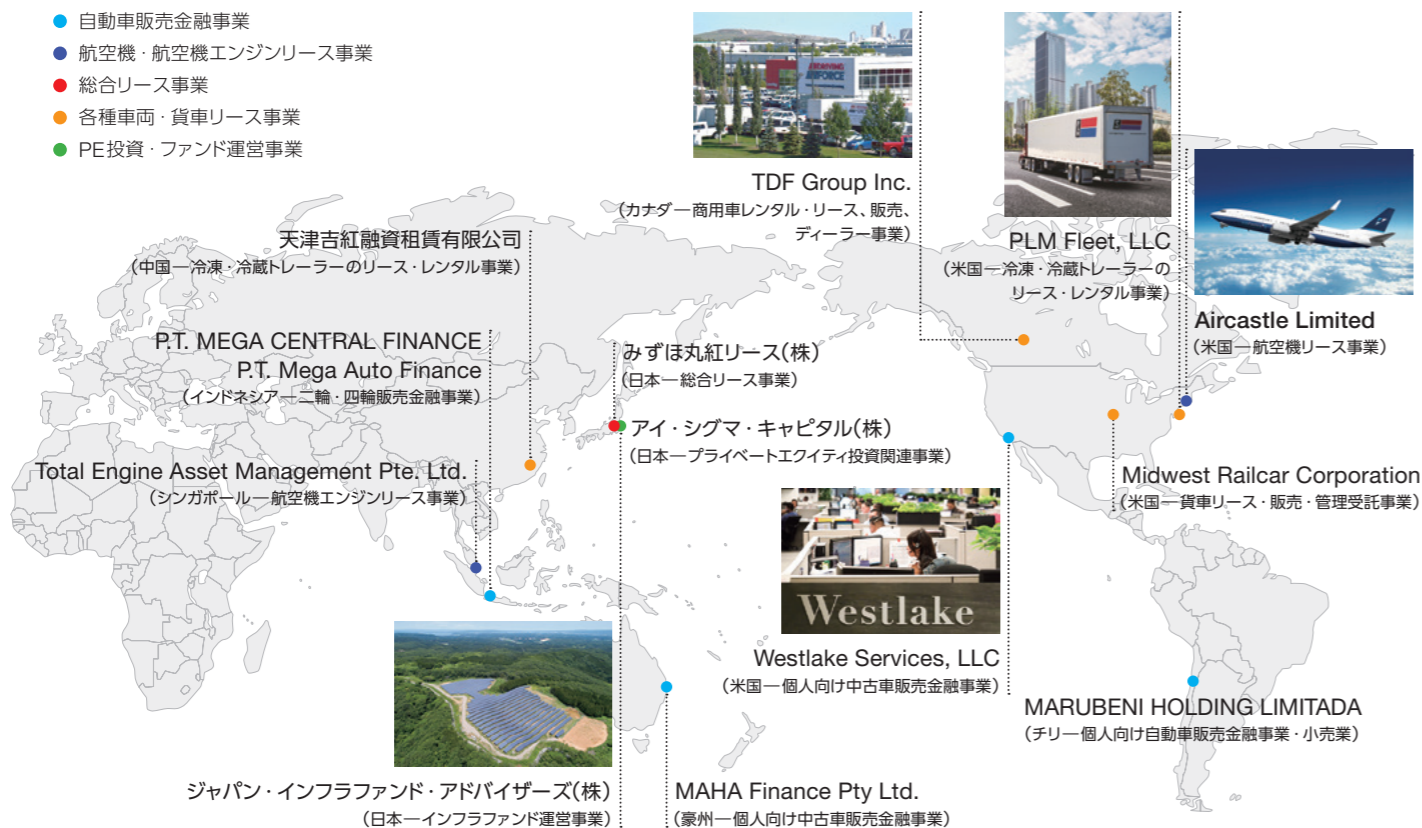 自動車販売金融事業
航空機・航空機エンジンリース事業
総合リース事業
各種車両・貨車リース事業
PE投資・ファンド運営事業
TDF Group Inc.
(カナダ—商用車レンタル・リース、販売、
ディーラー事業)
PLM Fleet, LLC
(米国—冷凍・冷蔵トレーラーの
リース・レンタル事業)
Aircastle Limited
(米国—航空機リース事業)
天津吉紅融資租賃有限公司
(中国—冷凍・冷蔵トレーラーのリース・レンタル事業)
P.T. MEGA CENTRAL FINANCE
P.T. Mega Auto Finance
(インドネシア—二輪・四輪販売金融事業)
みずほ丸紅リース(株)
(日本—総合リース事業)
アイ・シグマ・キャピタル(株)
(日本—プライベートエクイティ投資関連事業)
Total Engine Asset Management Pte. Ltd.
(シンガポール—航空機エンジンリース事業)
Midwest Railcar Corporation
(米国—貨車リース・販売・管理受託事業)
Westlake
Westlake Services, LLC
(米国—個人向け中古車販売金融事業)
MARUBENI HOLDING LIMITADA
(チリ—個人向け自動車販売金融事業・小売業)
ジャパン・インフラファンド・アドバイザーズ(株)
(日本—インフラファンド運営事業)
MAHA Finance Pty Ltd.
(豪州—個人向け中古車販売金融事業)